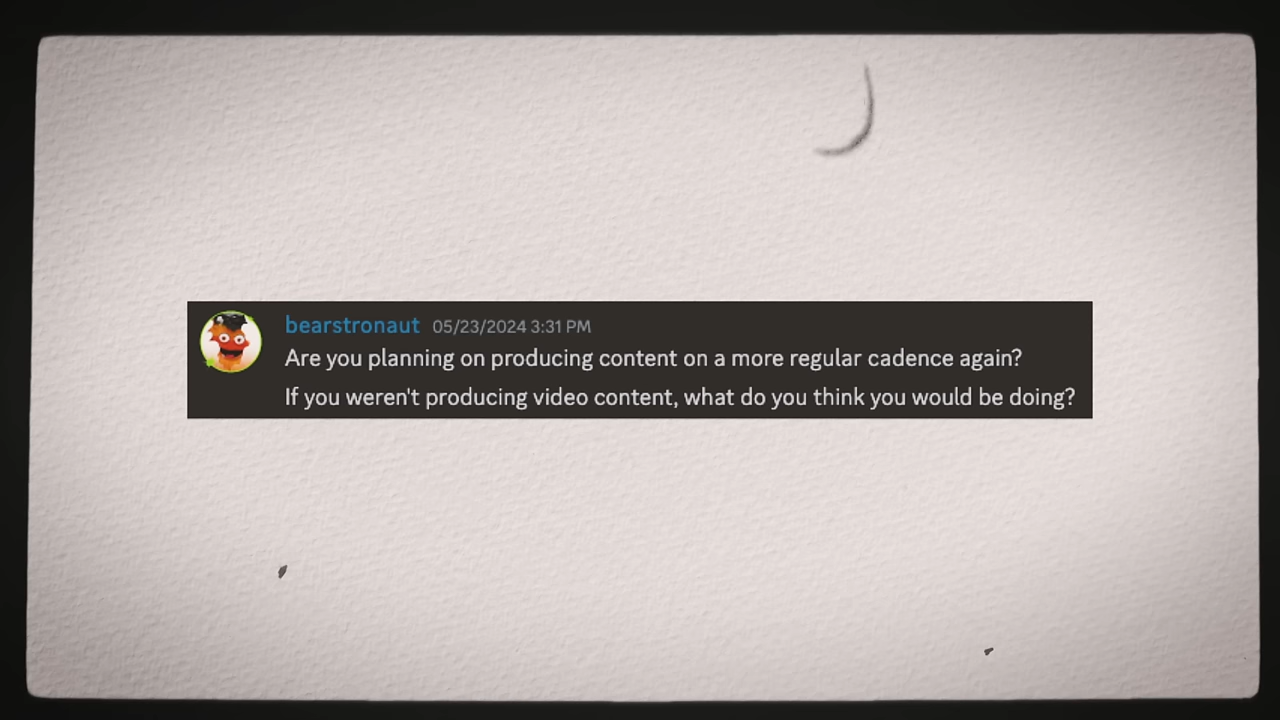 bearstronaut 05/23/2024 3:31 PM
Are you planning on producing content on a more regular cadence again?
If you weren't producing video content, what do you think you would be doing?